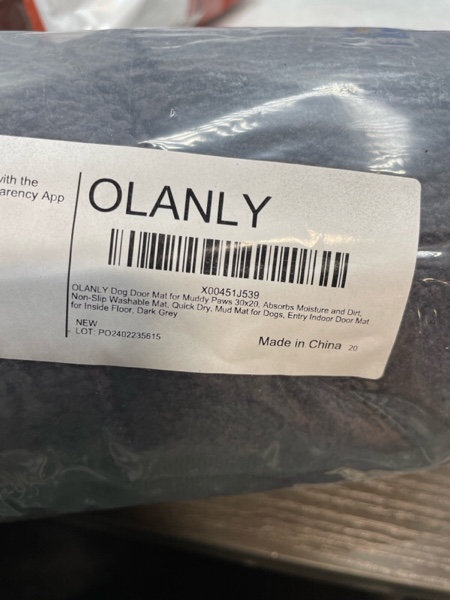 with the
arency App
OLANLY
X00451J539
OLANLY Dog Door Mat for Muddy Paws 30x20, Absorbs Moisture and Dirt,
Non-Slip Washable Mat, Quick Dry, Mud Mat for Dogs, Entry Indoor Door Mat
for Inside Floor, Dark Grey
NEW
LOT: PO2402235615
Made in China 20